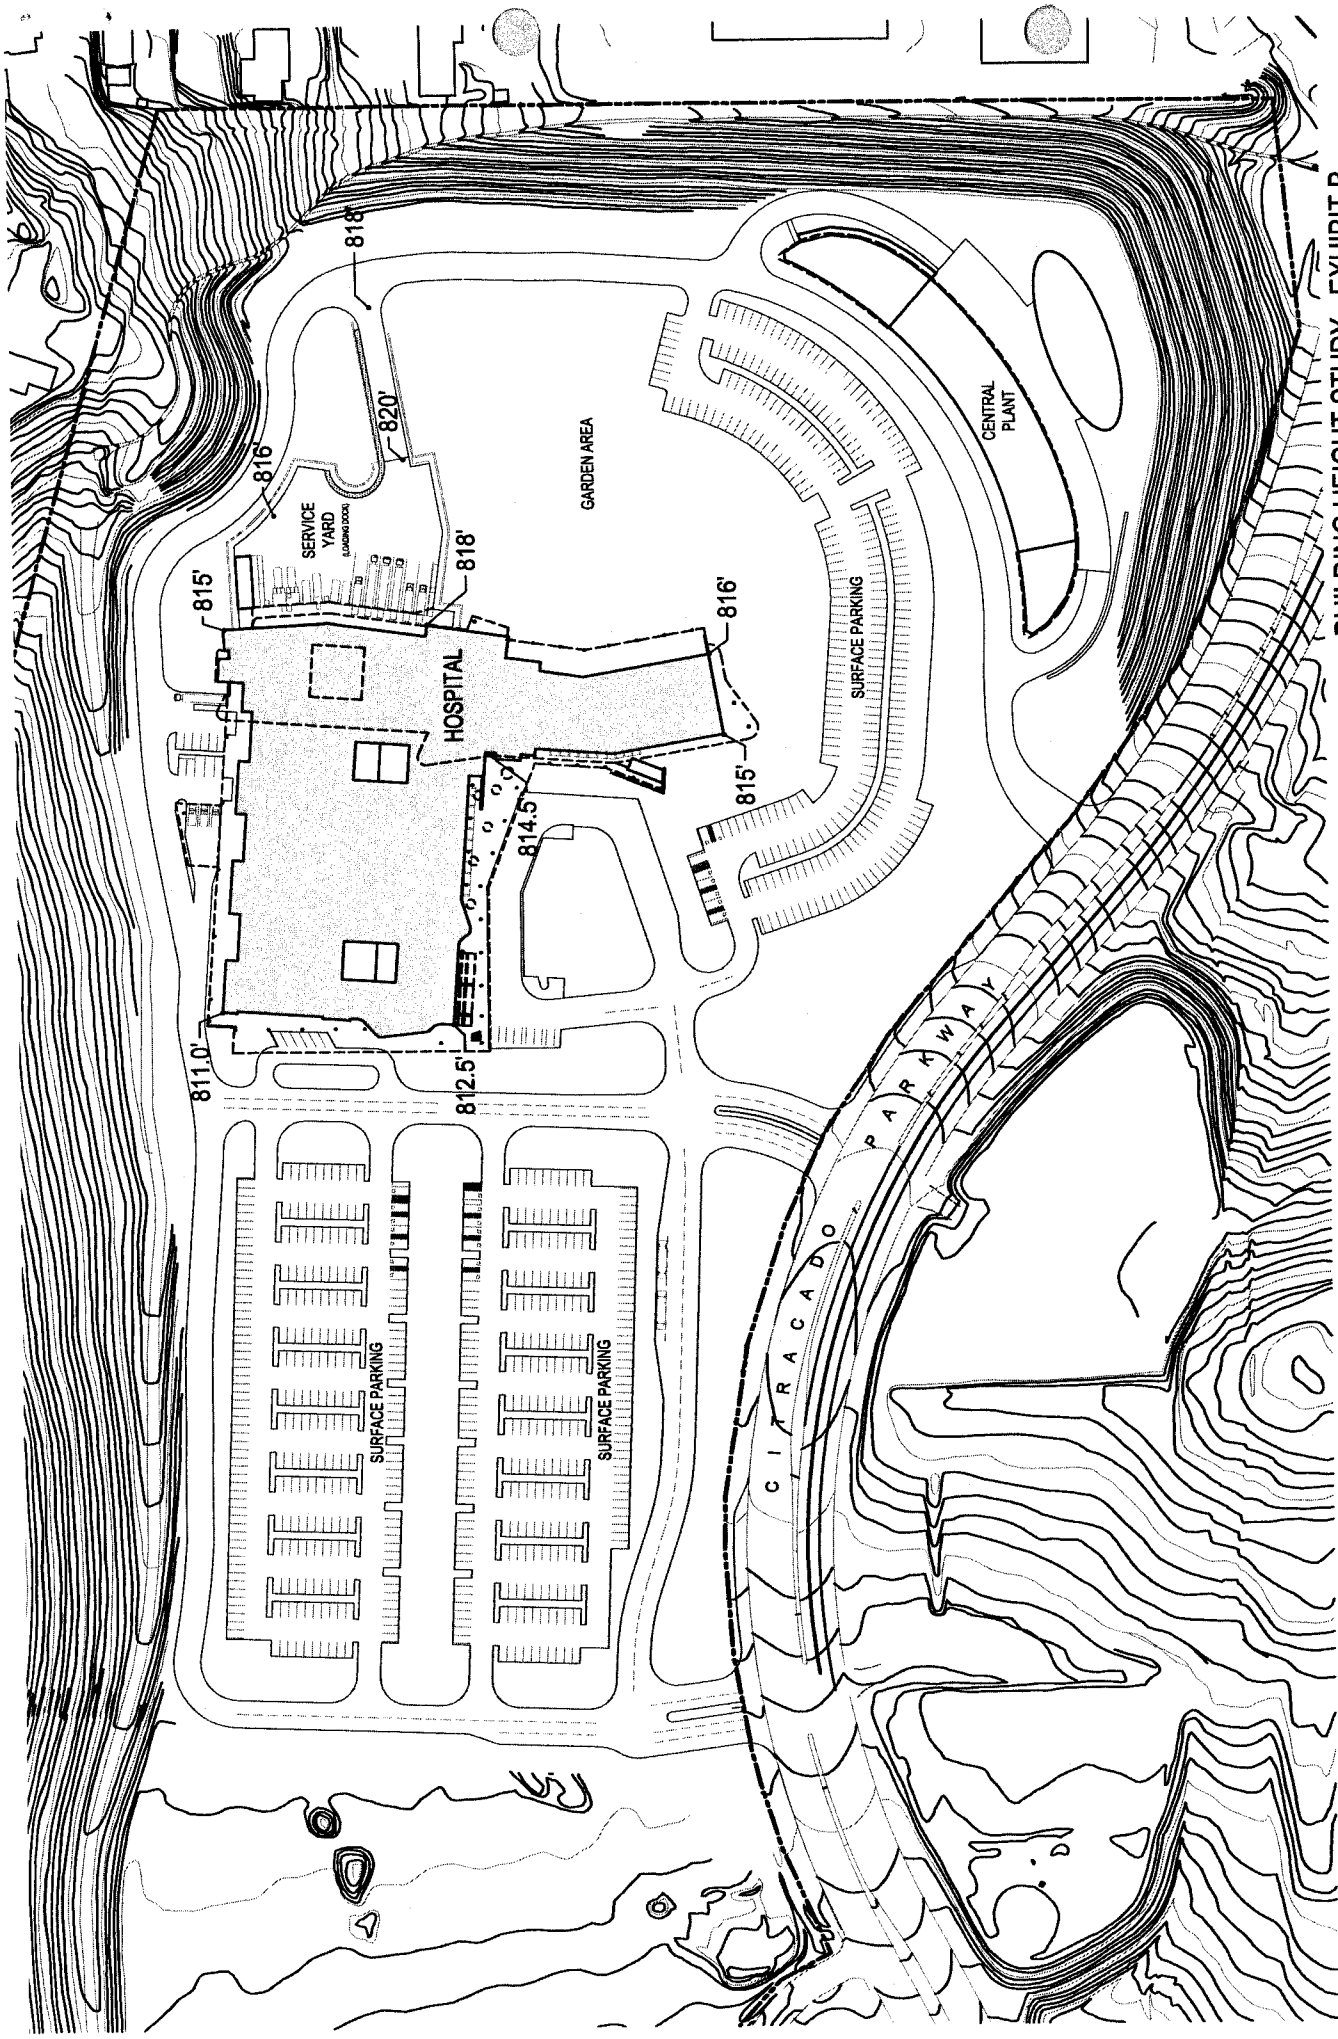 818'
816'
820'
SERVICE
YARD
(LOADING DOCK)
GARDEN AREA
CENTRAL
PLANT
815'
818'
HOSPITAL
816'
SURFACE PARKING
814.5'
815'
811.0'
812.5'
SURFACE PARKING
SURFACE PARKING
CITRACADO PARKWAY
BUILDING HEIGHT STUDY EXHIBIT B